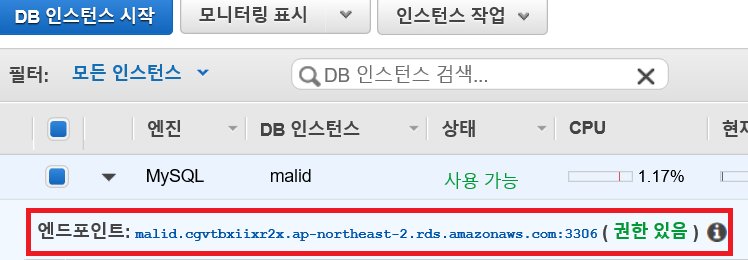 DB 인스턴스 시작 모니터링 표시 인스턴스 작업
필터: 모든 인스턴스 DB 인스턴스 검색...
엔진 DB 인스턴스 상태 CPU 현재
MySQL malid 사용 가능 1.17%
엔드포인트: malid.cgvtbxiixr2x.ap-northeast-2.rds.amazonaws.com:3306 ( 권한 있음 )